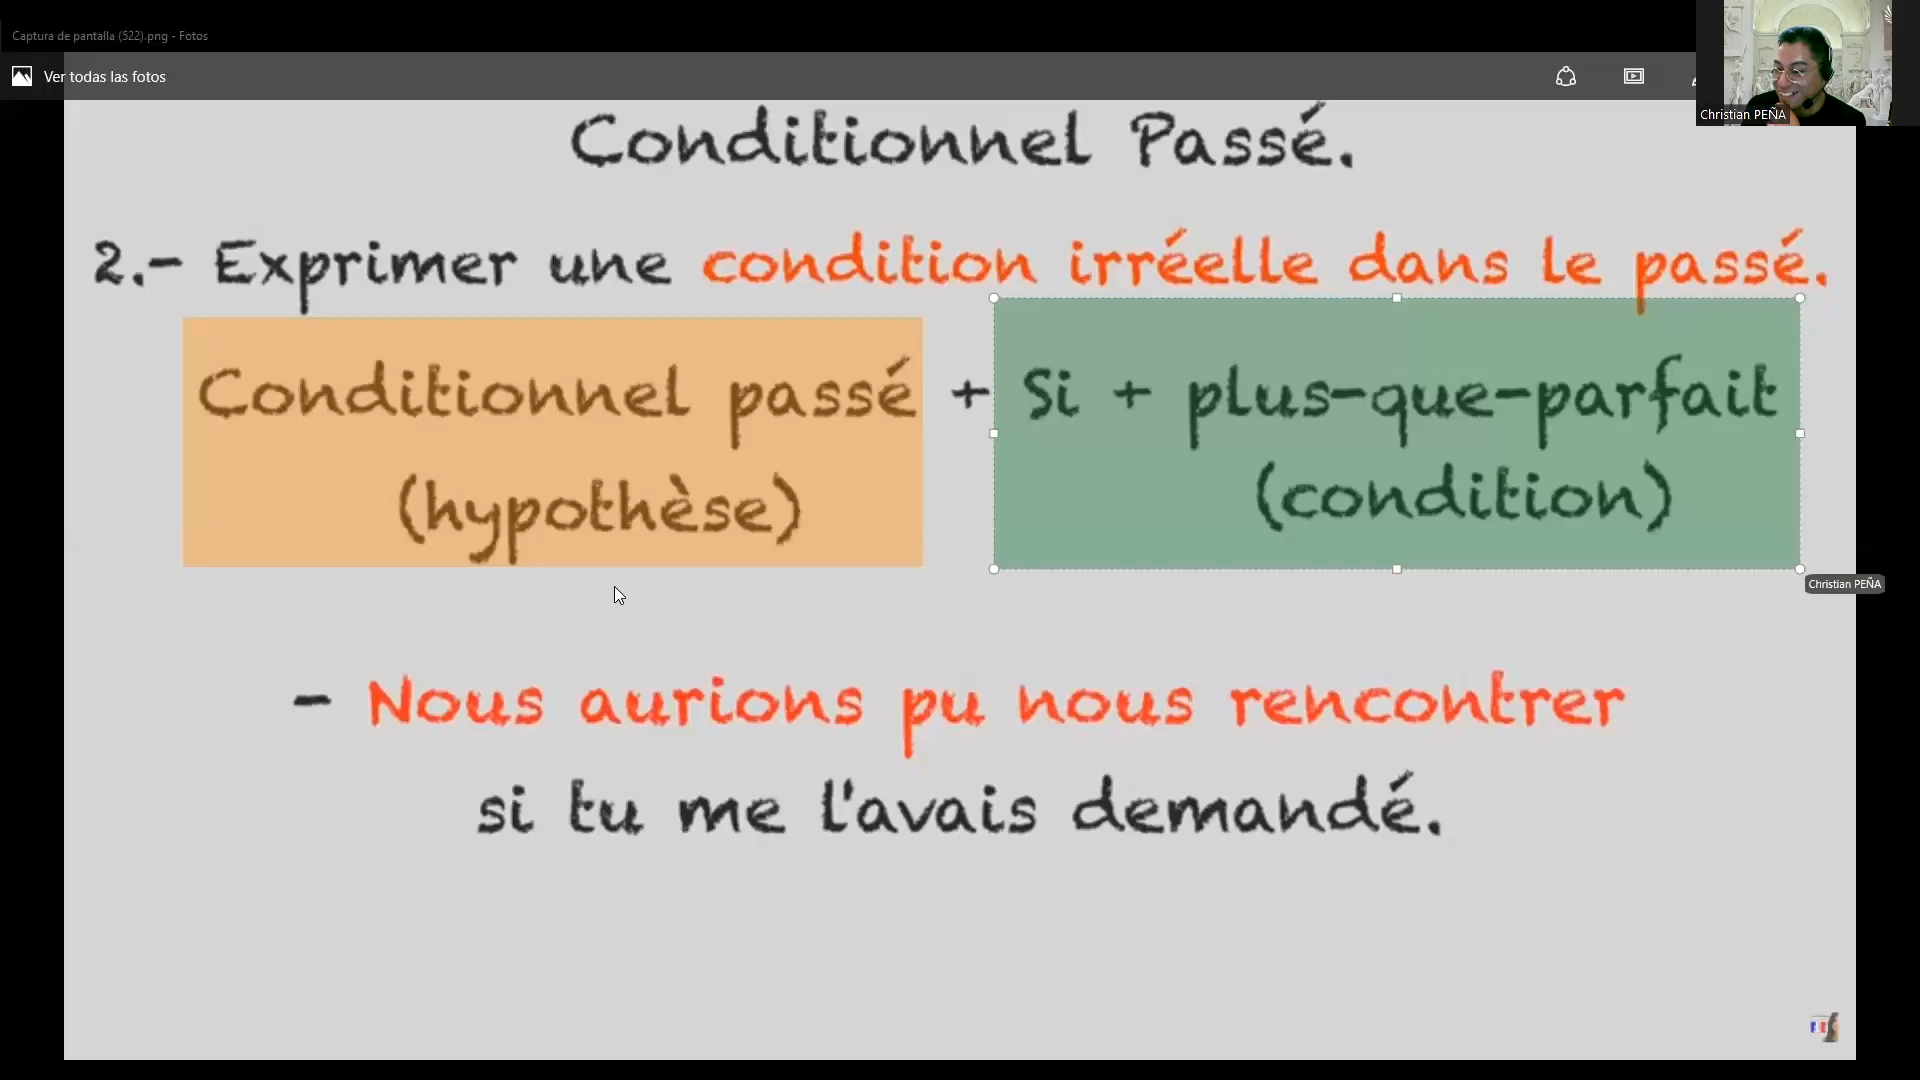 Captura de pantalla (522).png - Fotos
Ver todas las fotos
Christian PEÑA
Conditionnel Passé.
2.- Exprimer une condition irréelle dans le passé.
Conditionnel passé + Si + plus-que-parfait
(hypothèse) (condition)
Christian PEÑA
- Nous aurions pu nous rencontrer
si tu me l'avais demandé.